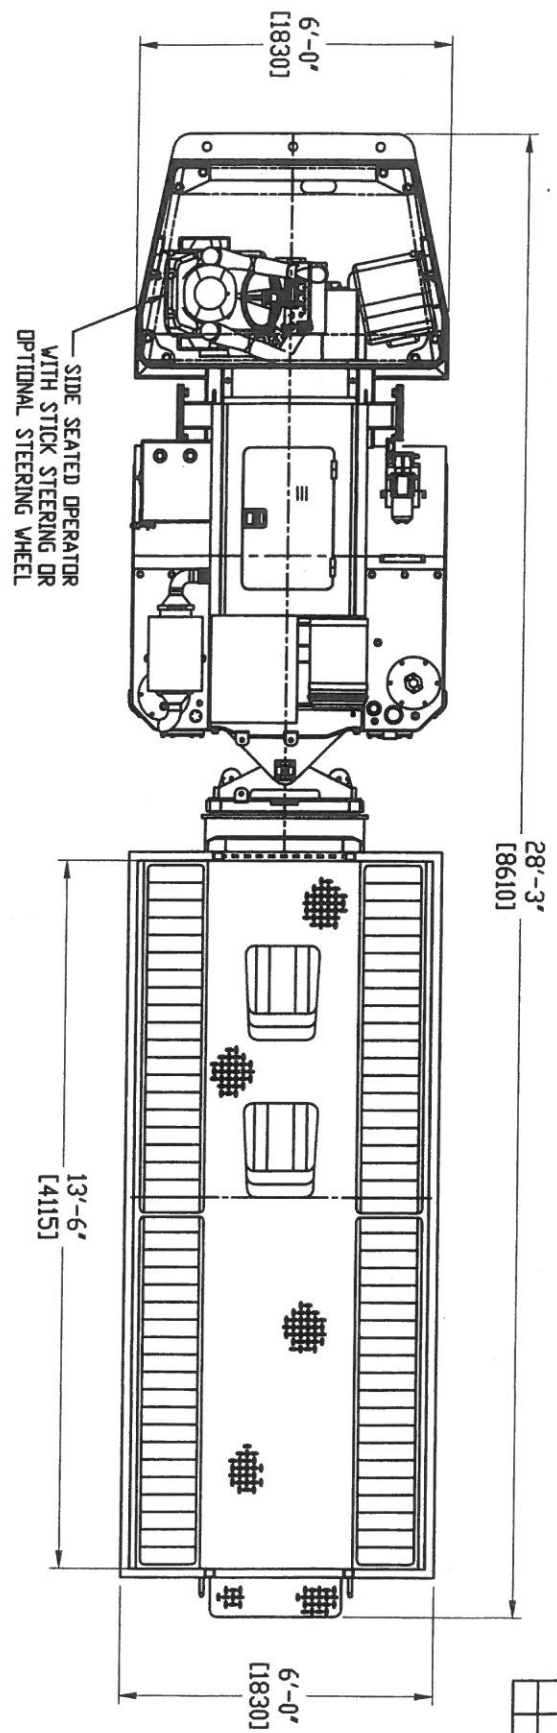 6'-0"
[1830]
28'-3"
[8610]
SIDE SEATED OPERATOR
WITH STICK STEERING OR
OPTIONAL STEERING WHEEL
13'-6"
[4115]
6'-0"
[1830]